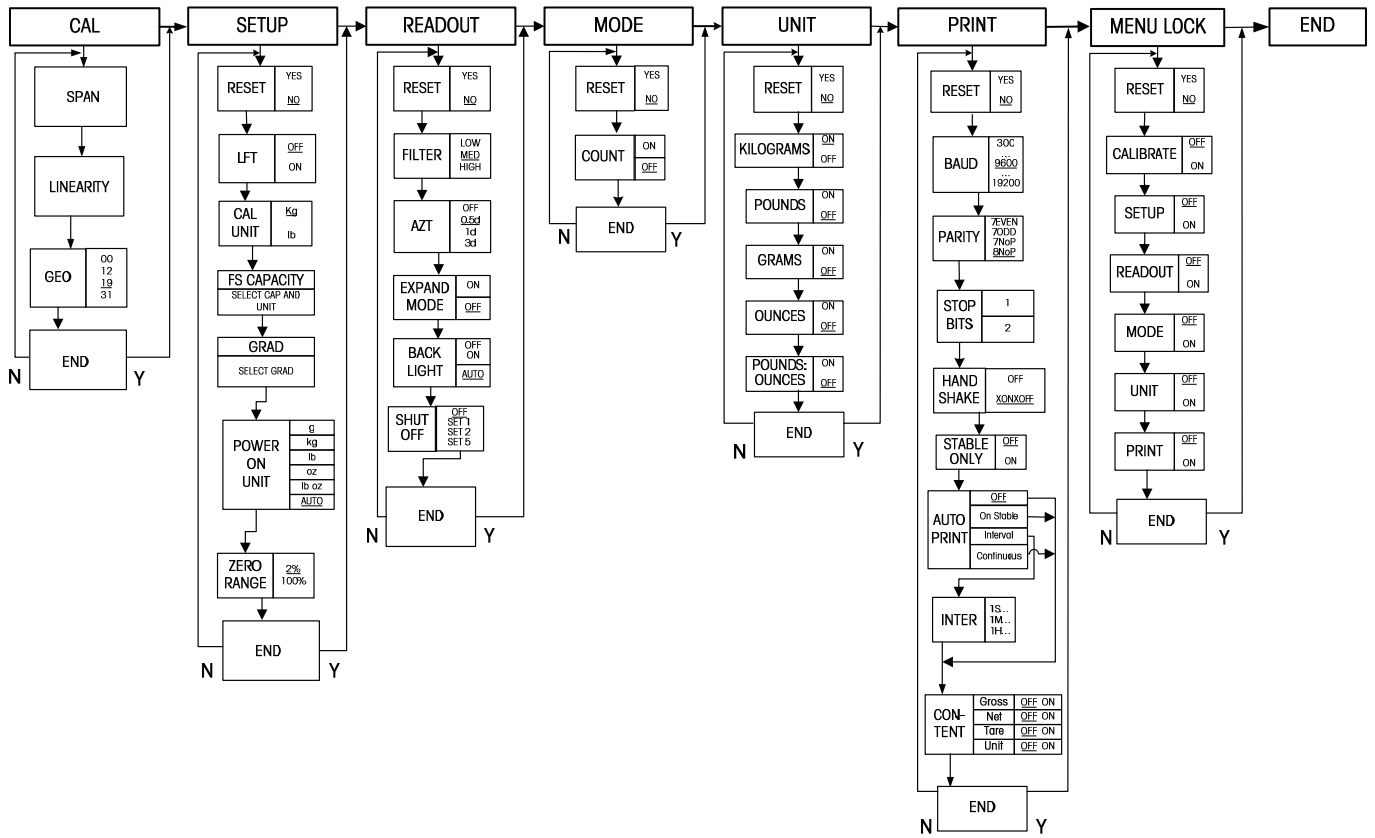 CAL
SETUP
READOUT
MODE
UNIT
PRINT
MENU LOCK
END
SPAN
LINEARITY
GEO
00
12
19
31
END
N
Y
RESET
YES
NO
LFT
OFF
ON
CAL
UNIT
Kg
lb
FS CAPACITY
SELECT CAP AND
UNIT
GRAD
SELECT GRAD
POWER
ON
UNIT
g
kg
lb
oz
lb oz
AUTO
ZERO
RANGE
2%
100%
END
N
Y
RESET
YES
NO
FILTER
LOW
MED
HIGH
AZT
OFF
0.5d
1d
3d
EXPAND
MODE
ON
OFF
BACK
LIGHT
OFF
ON
AUTO
SHUT
OFF
OFF
SET 1
SET 2
SET 5
END
N
Y
RESET
YES
NO
COUNT
ON
OFF
END
N
Y
RESET
YES
NO
KILOGRAMS
ON
OFF
POUNDS
ON
OFF
GRAMS
ON
OFF
OUNCES
ON
OFF
POUNDS:
OUNCES
ON
OFF
END
N
Y
RESET
YES
NO
BAUD
300
...
9600
...
19200
PARITY
7EVEN
7ODD
7NoP
8NoP
STOP
BITS
1
2
HAND
SHAKE
OFF
XONXOFF
STABLE
ONLY
OFF
ON
AUTO
PRINT
OFF
On Stable
Interval
Continuous
INTER
1S...
1M...
1H...
CON-
TENT
Gross OFF ON
Net OFF ON
Tare OFF ON
Unit OFF ON
END
N
Y
RESET
YES
NO
CALIBRATE
OFF
ON
SETUP
OFF
ON
READOUT
OFF
ON
MODE
OFF
ON
UNIT
OFF
ON
PRINT
OFF
ON
END
N
Y